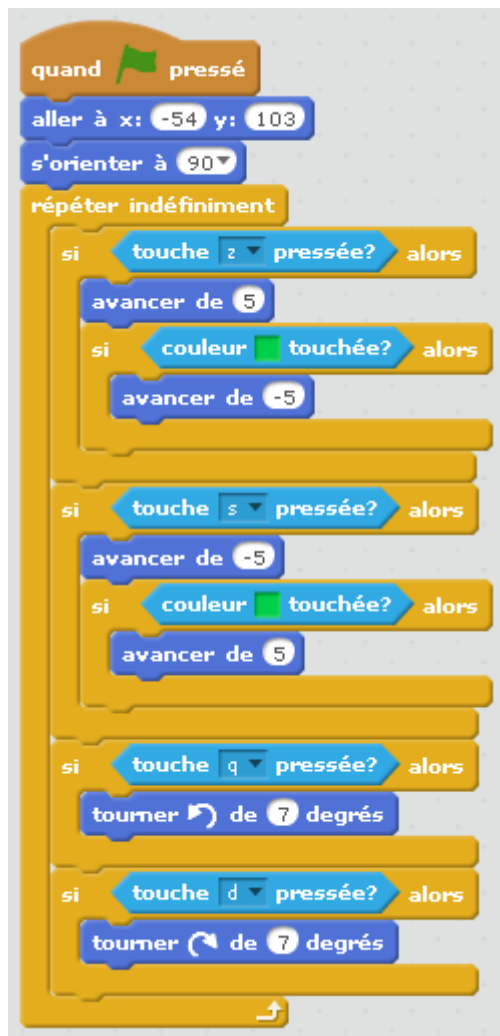 quand pressé
aller à x: -54 y: 103
s'orienter à 90
répéter indéfiniment
si touche z pressée? alors
avancer de 5
si couleur touchée? alors
avancer de -5
si touche s pressée? alors
avancer de -5
si couleur touchée? alors
avancer de 5
si touche q pressée? alors
tourner de 7 degrés
si touche d pressée? alors
tourner de 7 degrés